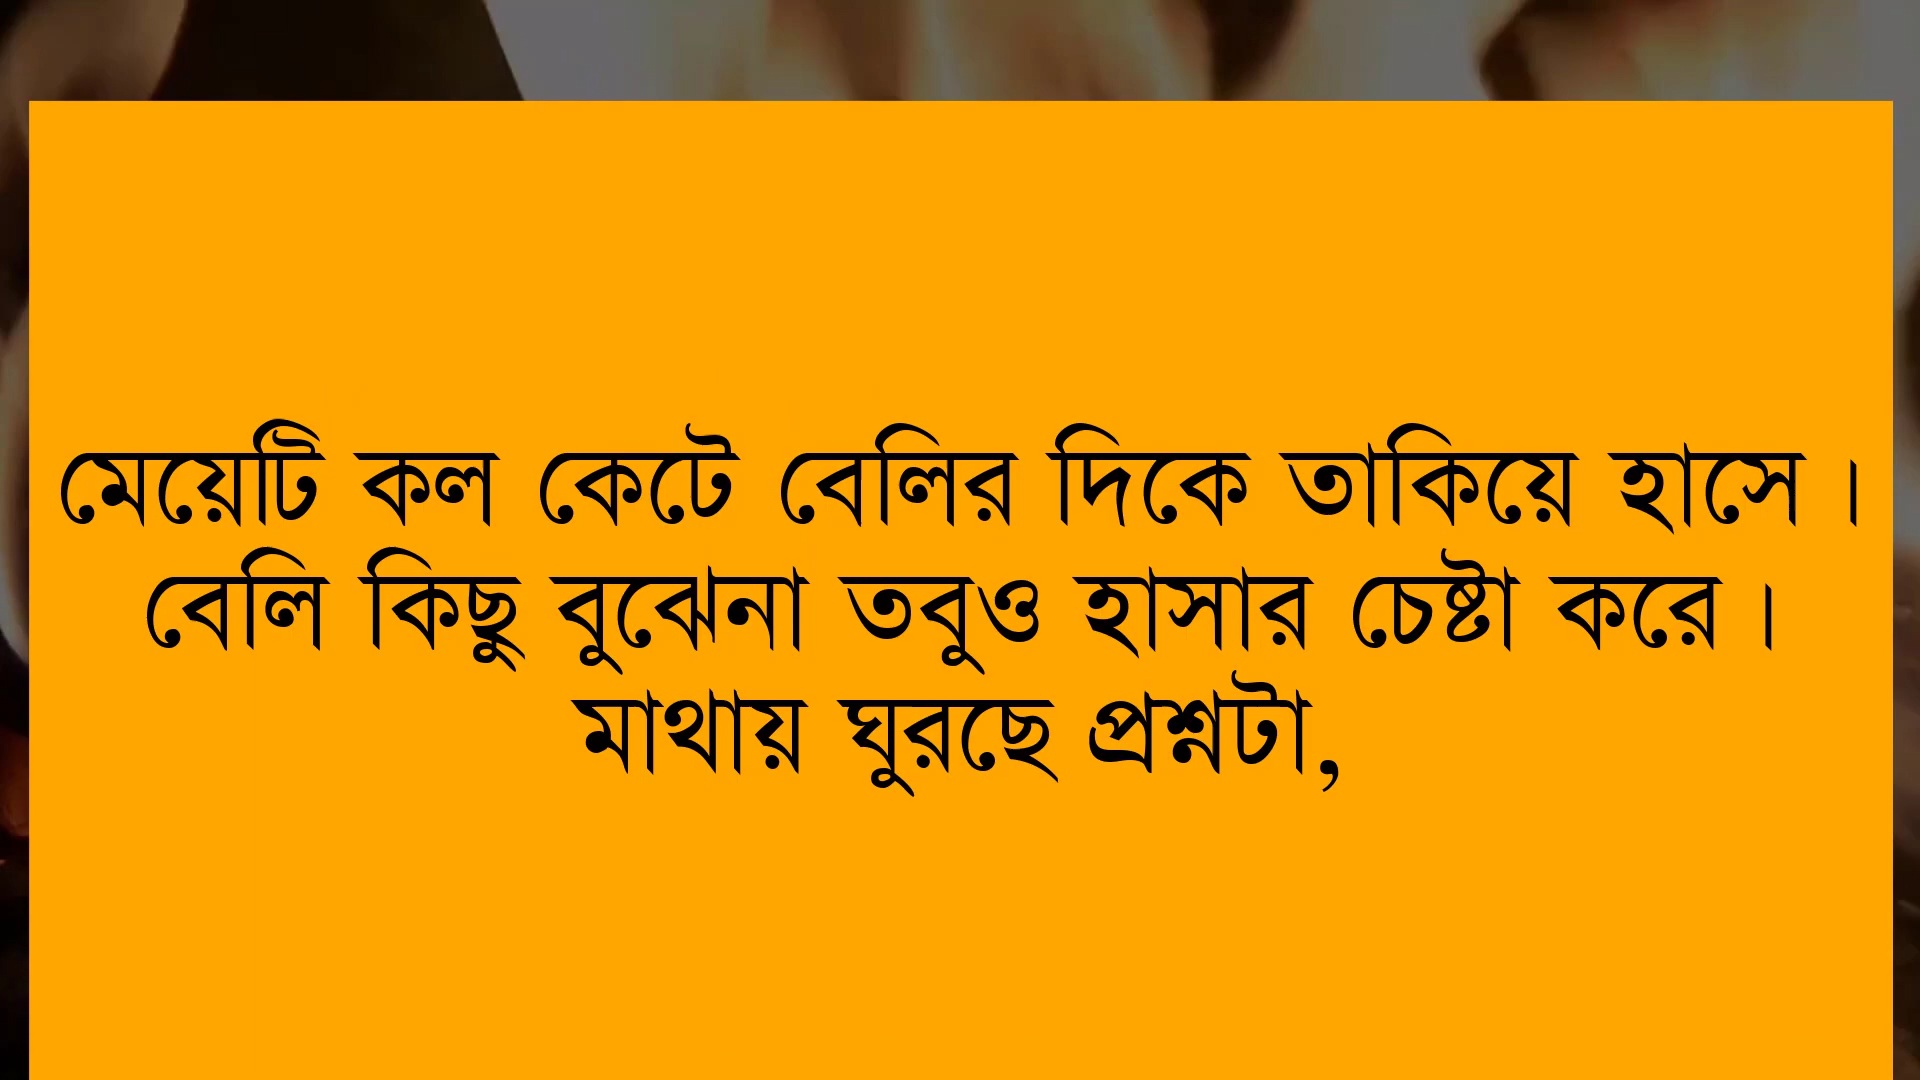 মেয়েটি কল কেটে বেলির দিকে তাকিয়ে হাসে।
বেলি কিছু বুঝেনা তবুও হাসার চেষ্টা করে।
মাথায় ঘুরছে প্রশ্নটা,